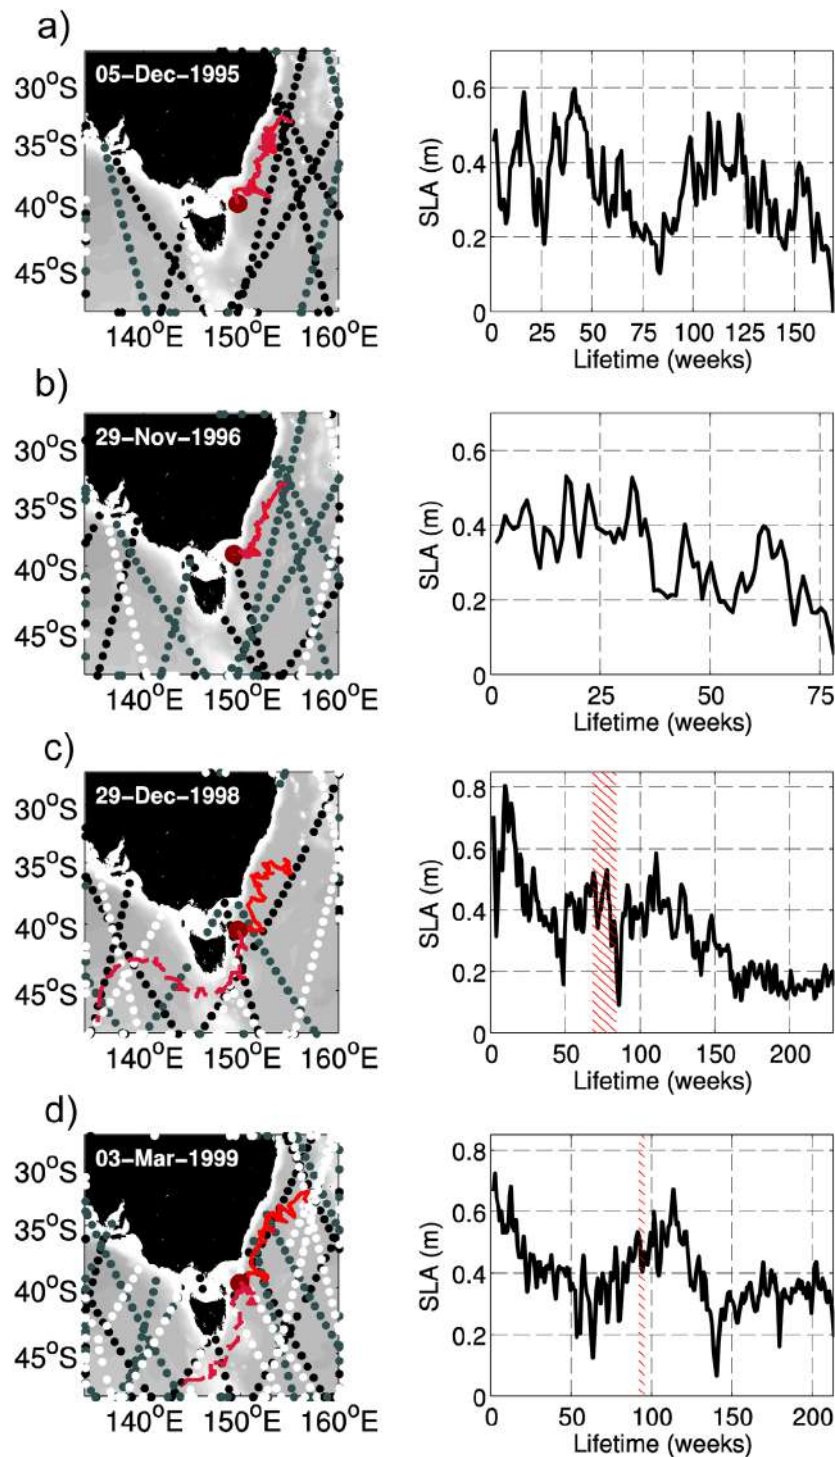 a)
05-Dec-1995
30°S
35°S
40°S
45°S
140°E 150°E 160°E
SLA (m)
0.6
0.4
0.2
0
25 50 75 100 125 150
Lifetime (weeks)
b)
29-Nov-1996
30°S
35°S
40°S
45°S
140°E 150°E 160°E
SLA (m)
0.6
0.4
0.2
0
25 50 75
Lifetime (weeks)
c)
29-Dec-1998
30°S
35°S
40°S
45°S
140°E 150°E 160°E
SLA (m)
0.8
0.6
0.4
0.2
0
0 50 100 150 200
Lifetime (weeks)
d)
03-Mar-1999
30°S
35°S
40°S
45°S
140°E 150°E 160°E
SLA (m)
0.8
0.6
0.4
0.2
0
0 50 100 150 200
Lifetime (weeks)